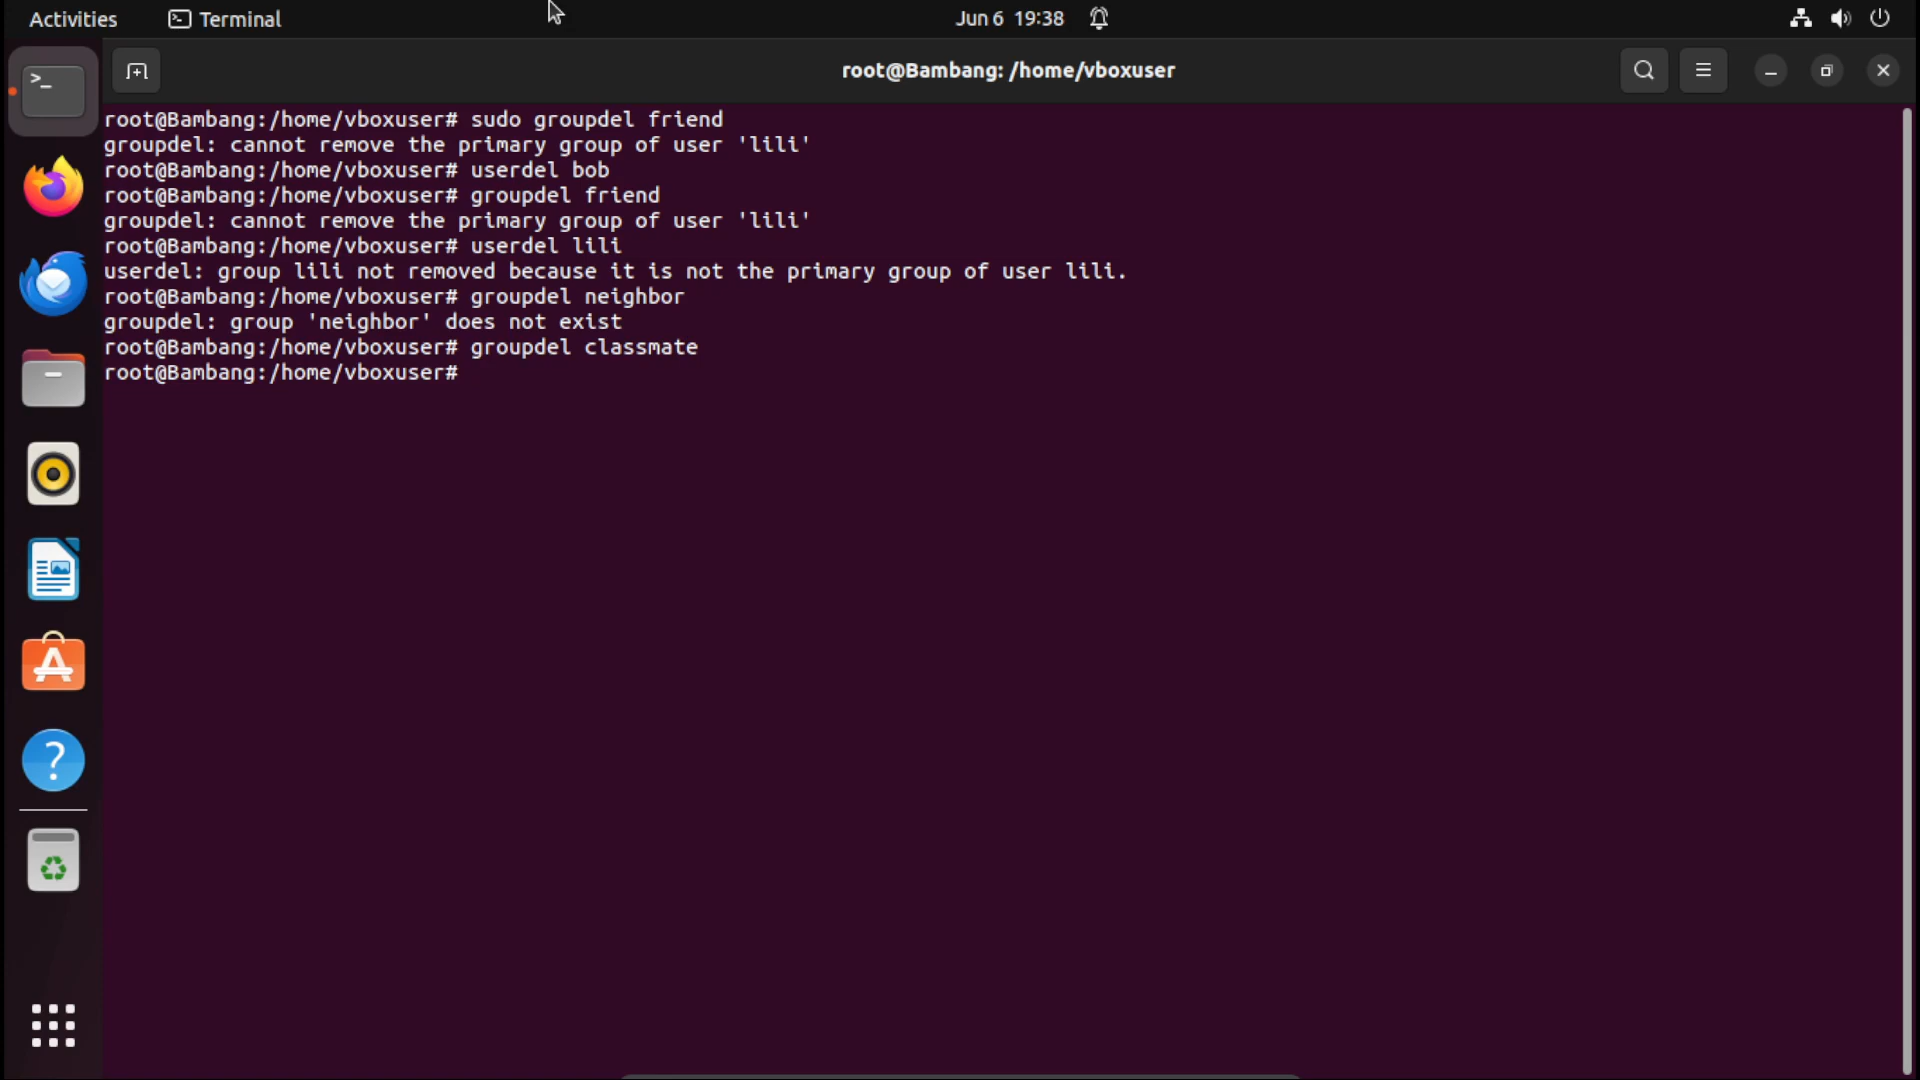 Activities Terminal Jun 6 19:38
root@Bambang: /home/vboxuser
root@Bambang:/home/vboxuser# sudo groupdel friend
groupdel: cannot remove the primary group of user 'lili'
root@Bambang:/home/vboxuser# userdel bob
root@Bambang:/home/vboxuser# groupdel friend
groupdel: cannot remove the primary group of user 'lili'
root@Bambang:/home/vboxuser# userdel lili
userdel: group lili not removed because it is not the primary group of user lili.
root@Bambang:/home/vboxuser# groupdel neighbor
groupdel: group 'neighbor' does not exist
root@Bambang:/home/vboxuser# groupdel classmate
root@Bambang:/home/vboxuser#